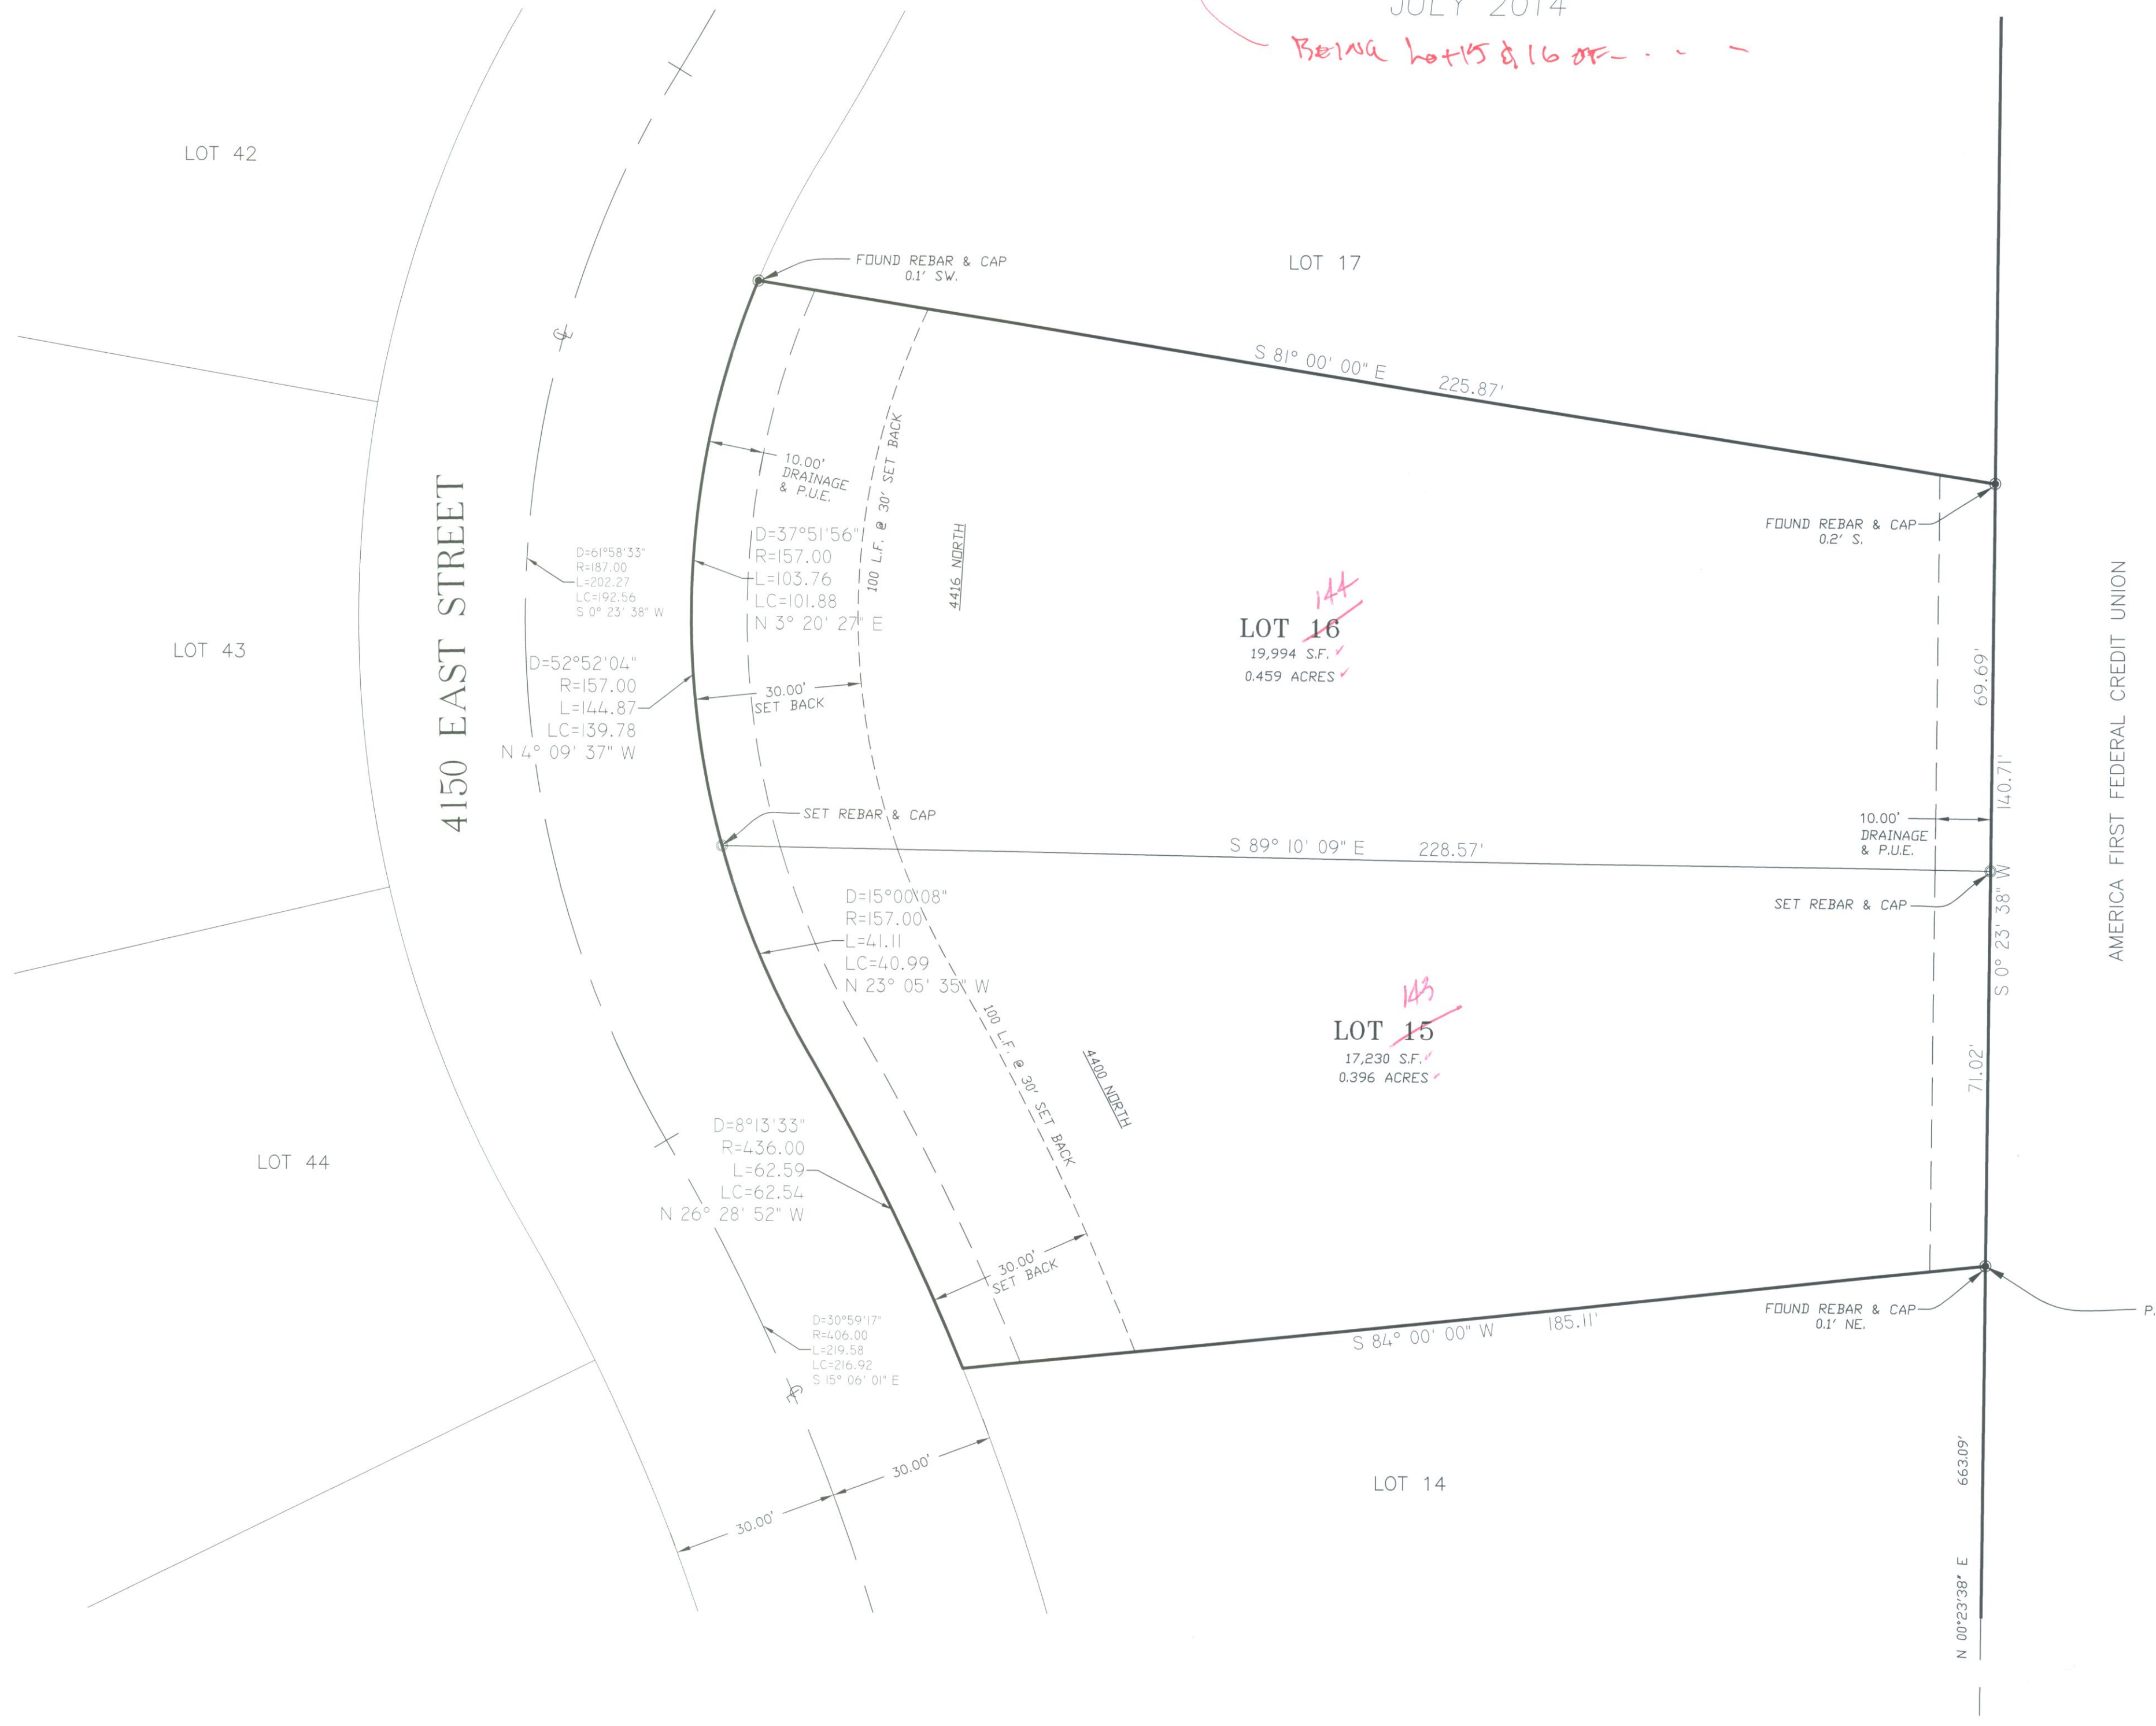 JULY 2014
BEING Lot 15 & 16 OF - . . -
LOT 42
LOT 17
FOUND REBAR & CAP
0.1' SW.
S 81° 00' 00" E 225.87'
10.00'
DRAINAGE
& P.U.E.
100 L.F. @ 30' SET BACK
4416 NORTH
FOUND REBAR & CAP
0.2' S.
D=37°51'56"
R=157.00
L=103.76
LC=101.88
N 3° 20' 27" E
D=61°58'33"
R=187.00
L=202.27
LC=192.56
S 0° 23' 38" W
4150 EAST STREET
LOT 43
D=52°52'04"
R=157.00
L=144.87
LC=139.78
N 4° 09' 37" W
30.00'
SET BACK
144
LOT 16
19,994 S.F. ✓
0.459 ACRES ✓
69.69'
AMERICA FIRST FEDERAL CREDIT UNION
140.71'
S 0° 23' 38" W
SET REBAR & CAP
S 89° 10' 09" E 228.57'
10.00'
DRAINAGE
& P.U.E.
SET REBAR & CAP
D=15°00'08"
R=157.00
L=41.11
LC=40.99
N 23° 05' 35" W
100 L.F. @ 30' SET BACK
4400 NORTH
143
LOT 15
17,230 S.F. ✓
0.396 ACRES ✓
71.02'
LOT 44
D=8°13'33"
R=436.00
L=62.59
LC=62.54
N 26° 28' 52" W
30.00'
SET BACK
FOUND REBAR & CAP
0.1' NE.
P.
S 84° 00' 00" W 185.11'
D=30°59'17"
R=406.00
L=219.58
LC=216.92
S 15° 06' 01" E
30.00'
30.00'
LOT 14
N 00°23'38" E 663.09'